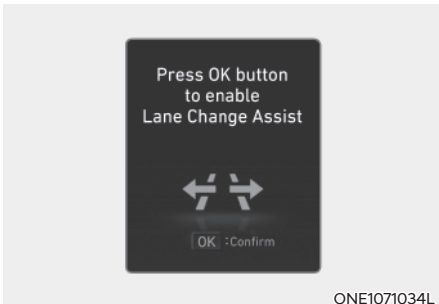 Press OK button
to enable
Lane Change Assist
OK :Confirm
ONE1071034L